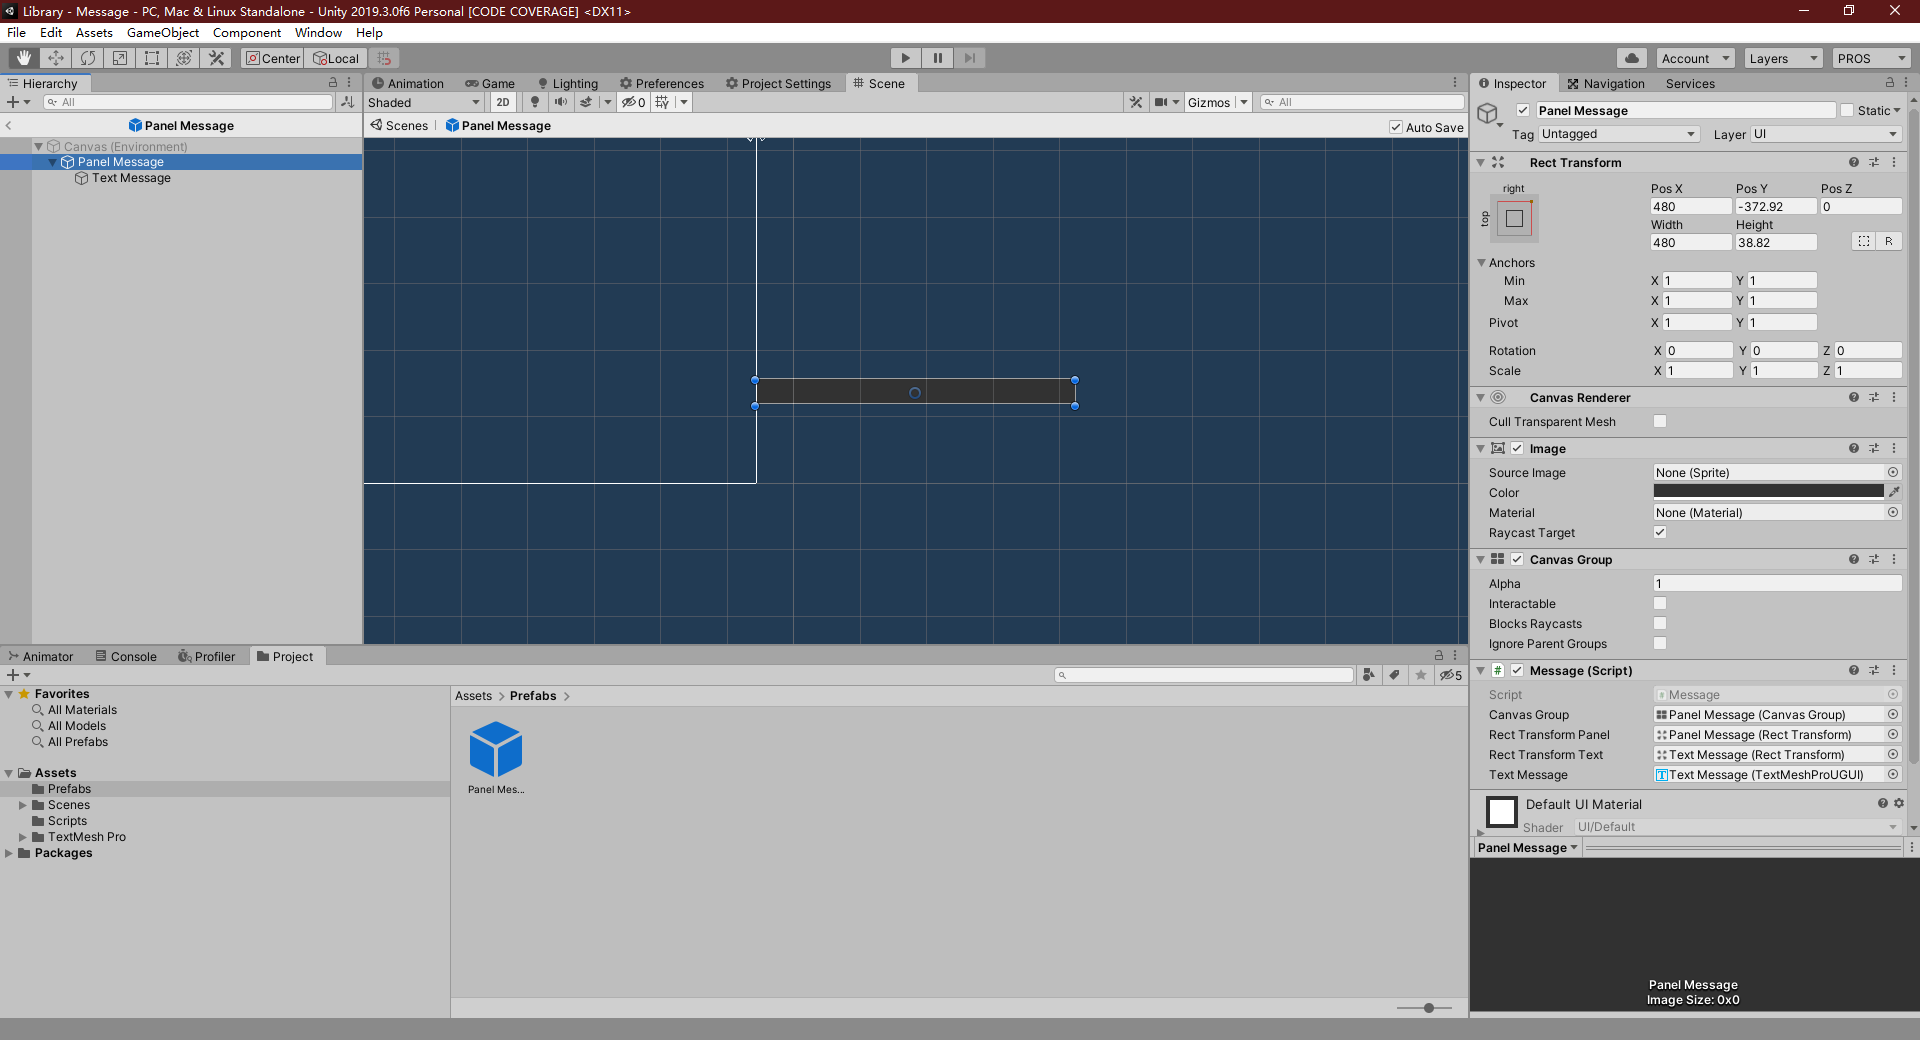 Library - Message - PC, Mac & Linux Standalone - Unity 2019.3.0f6 Personal [CODE COVERAGE] <DX11>
File Edit Assets GameObject Component Window Help
Center Local Account Layers PROS
Hierarchy
All
Panel Message
Canvas (Environment)
Panel Message
Text Message
Animation Game Lighting Preferences Project Settings Scene
Shaded 2D 0 Gizmos All
Scenes Panel Message Auto Save
Animator Console Profiler Project
5
Favorites
All Materials
All Models
All Prefabs
Assets
Prefabs
Scenes
Scripts
TextMesh Pro
Packages
Assets Prefabs
Panel Mes...
Inspector Navigation Services
Panel Message Static
Tag Untagged Layer UI
Rect Transform
right
top
Pos X Pos Y Pos Z
480 -372.92 0
Width Height
480 38.82 R
Anchors
Min X 1 Y 1
Max X 1 Y 1
Pivot X 1 Y 1
Rotation X 0 Y 0 Z 0
Scale X 1 Y 1 Z 1
Canvas Renderer
Cull Transparent Mesh
Image
Source Image None (Sprite)
Color
Material None (Material)
Raycast Target
Canvas Group
Alpha 1
Interactable
Blocks Raycasts
Ignore Parent Groups
# Message (Script)
Script Message
Canvas Group Panel Message (Canvas Group)
Rect Transform Panel Panel Message (Rect Transform)
Rect Transform Text Text Message (Rect Transform)
Text Message Text Message (TextMeshProUGUI)
Default UI Material
Shader UI/Default
Panel Message
Panel Message
Image Size: 0x0